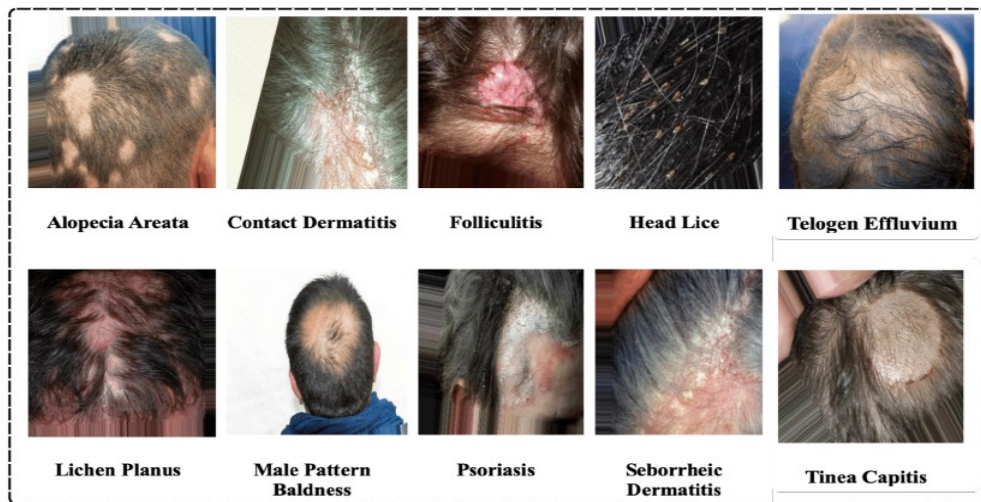 Alopecia Areata
Contact Dermatitis
Folliculitis
Head Lice
Telogen Effluvium
Lichen Planus
Male Pattern
Baldness
Psoriasis
Seborrheic
Dermatitis
Tinea Capitis